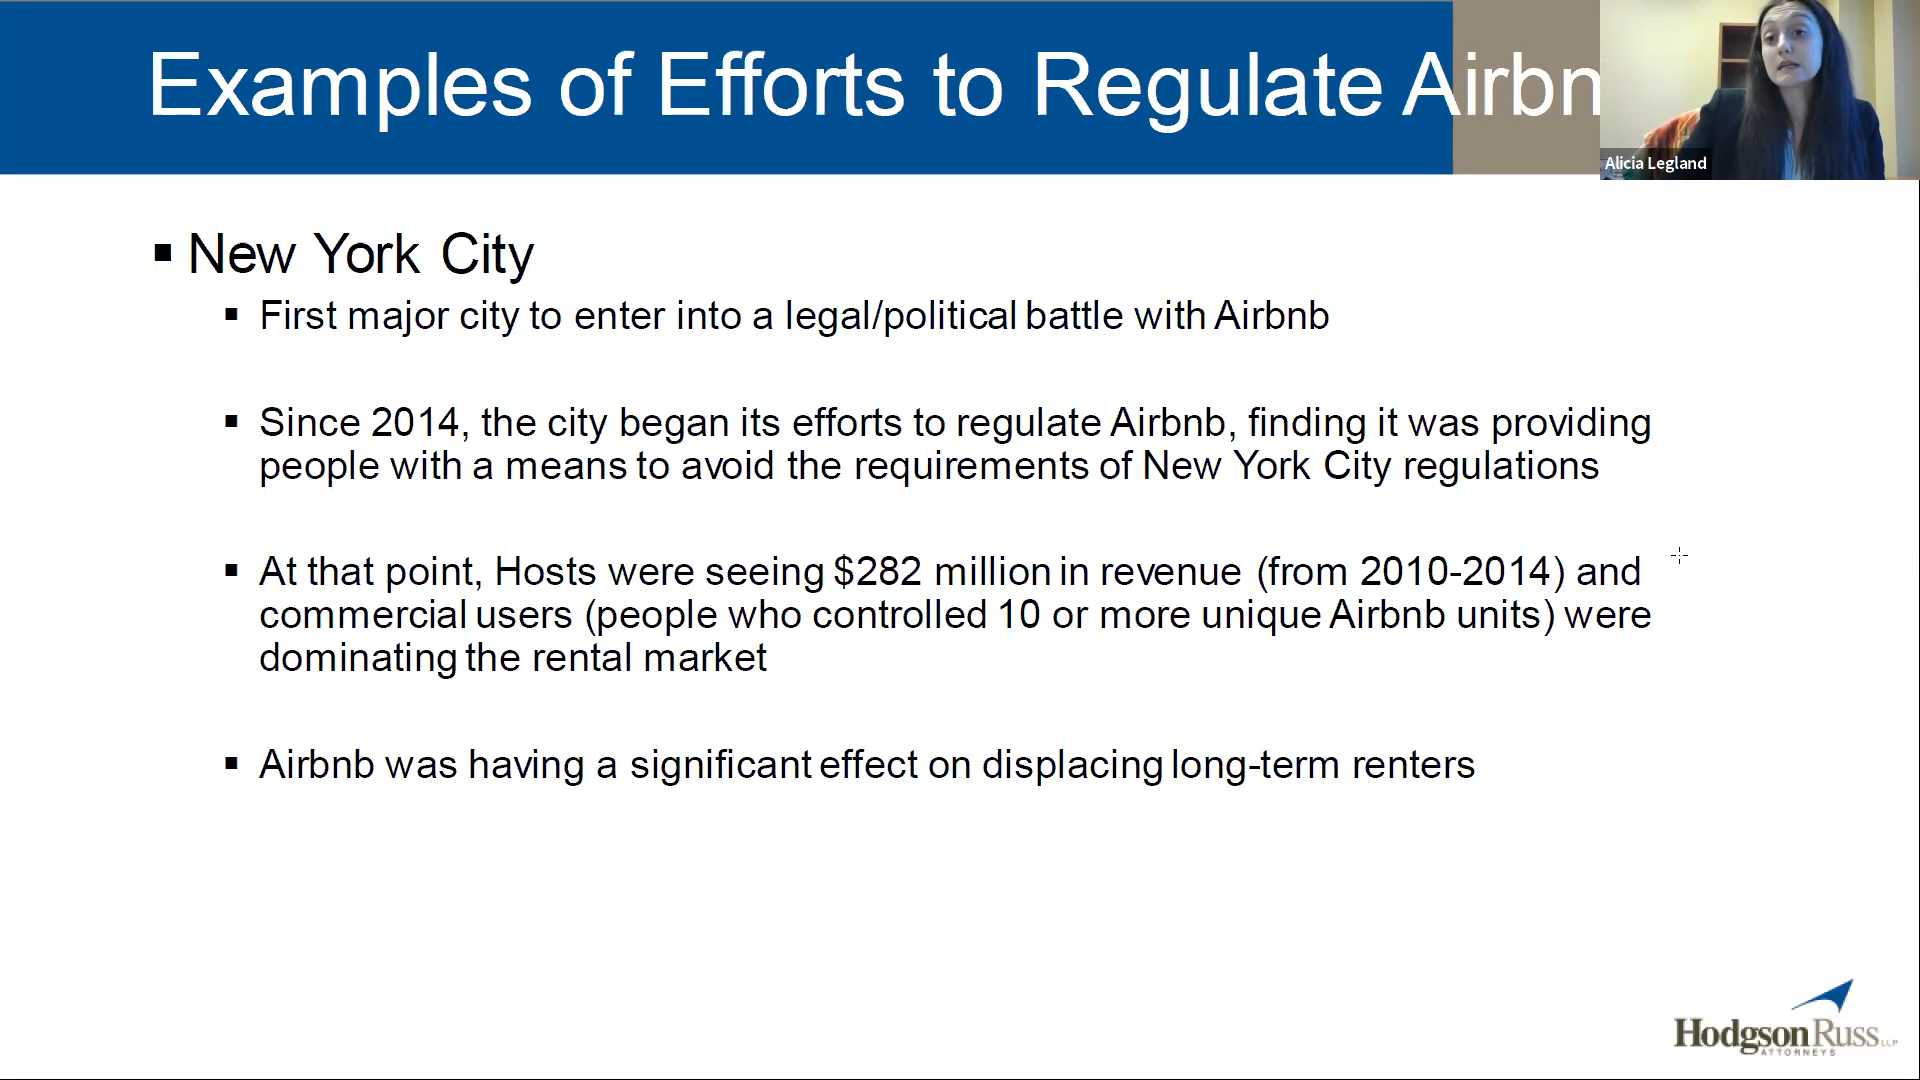 Examples of Efforts to Regulate Airbn
Alicia Legland
▪ New York City
▪ First major city to enter into a legal/political battle with Airbnb
▪ Since 2014, the city began its efforts to regulate Airbnb, finding it was providing
people with a means to avoid the requirements of New York City regulations
▪ At that point, Hosts were seeing $282 million in revenue (from 2010-2014) and
commercial users (people who controlled 10 or more unique Airbnb units) were
dominating the rental market
▪ Airbnb was having a significant effect on displacing long-term renters
HodgsonRuss LLP
ATTORNEYS